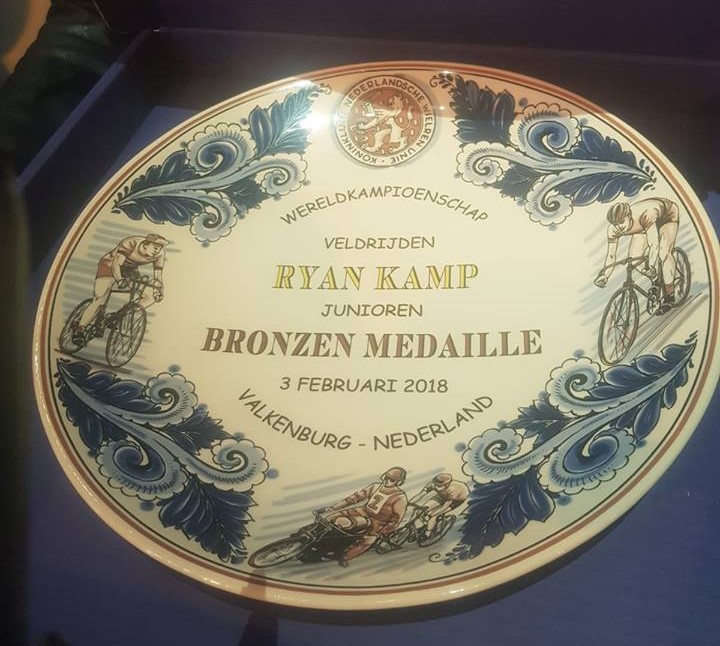 KONINKLIJKE NEDERLANDSCHE WIELREN UNIE
WERELDKAMPIOENSCHAP
VELDRIJDEN
RYAN KAMP
JUNIOREN
BRONZEN MEDAILLE
3 FEBRUARI 2018
VALKENBURG - NEDERLAND